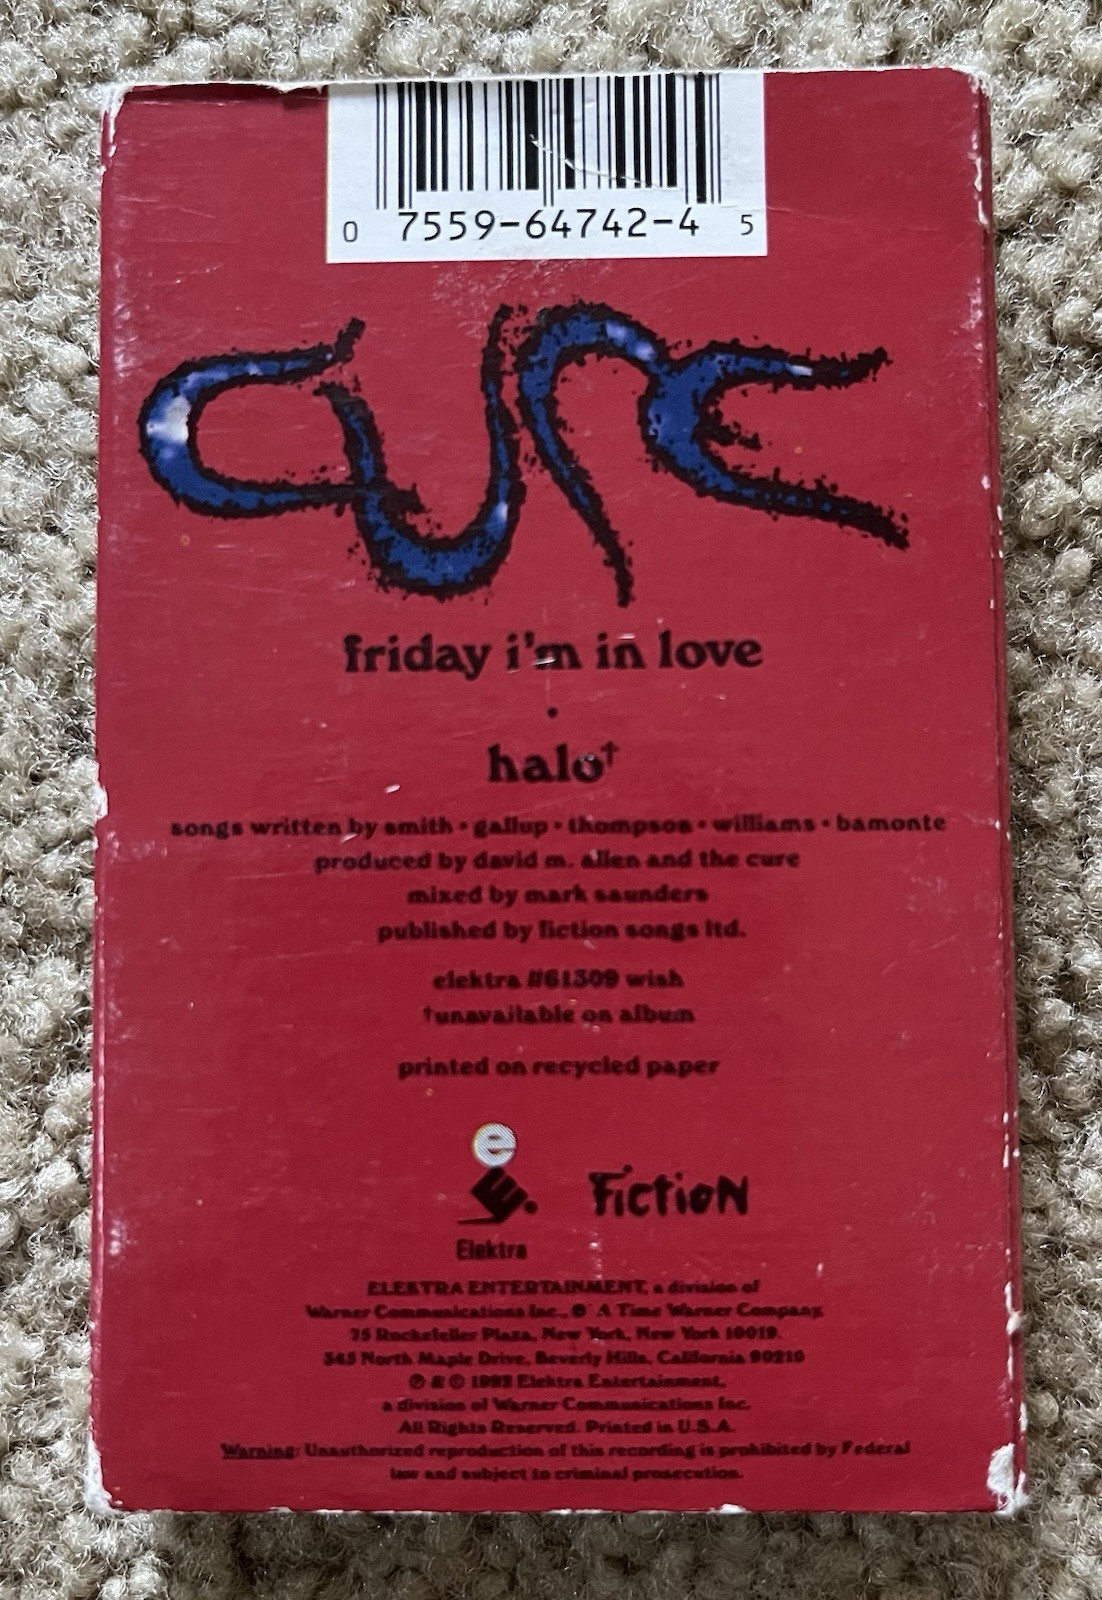 0 7559-64742-4 5
CURE
friday i'm in love
•
halo†
songs written by smith • gallup • thompson • williams • bamonte
produced by david m. allen and the cure
mixed by mark saunders
published by fiction songs ltd.
elektra #61309 wish
†unavailable on album
printed on recycled paper
e
E
Elektra
Fiction
ELEKTRA ENTERTAINMENT, a division of
Warner Communications Inc., A Time Warner Company.
75 Rockefeller Plaza, New York, New York 10019.
345 North Maple Drive, Beverly Hills, California 90210
℗ & © 1992 Elektra Entertainment,
a division of Warner Communications Inc.
All Rights Reserved. Printed in U.S.A.
Warning: Unauthorized reproduction of this recording is prohibited by Federal
law and subject to criminal prosecution.